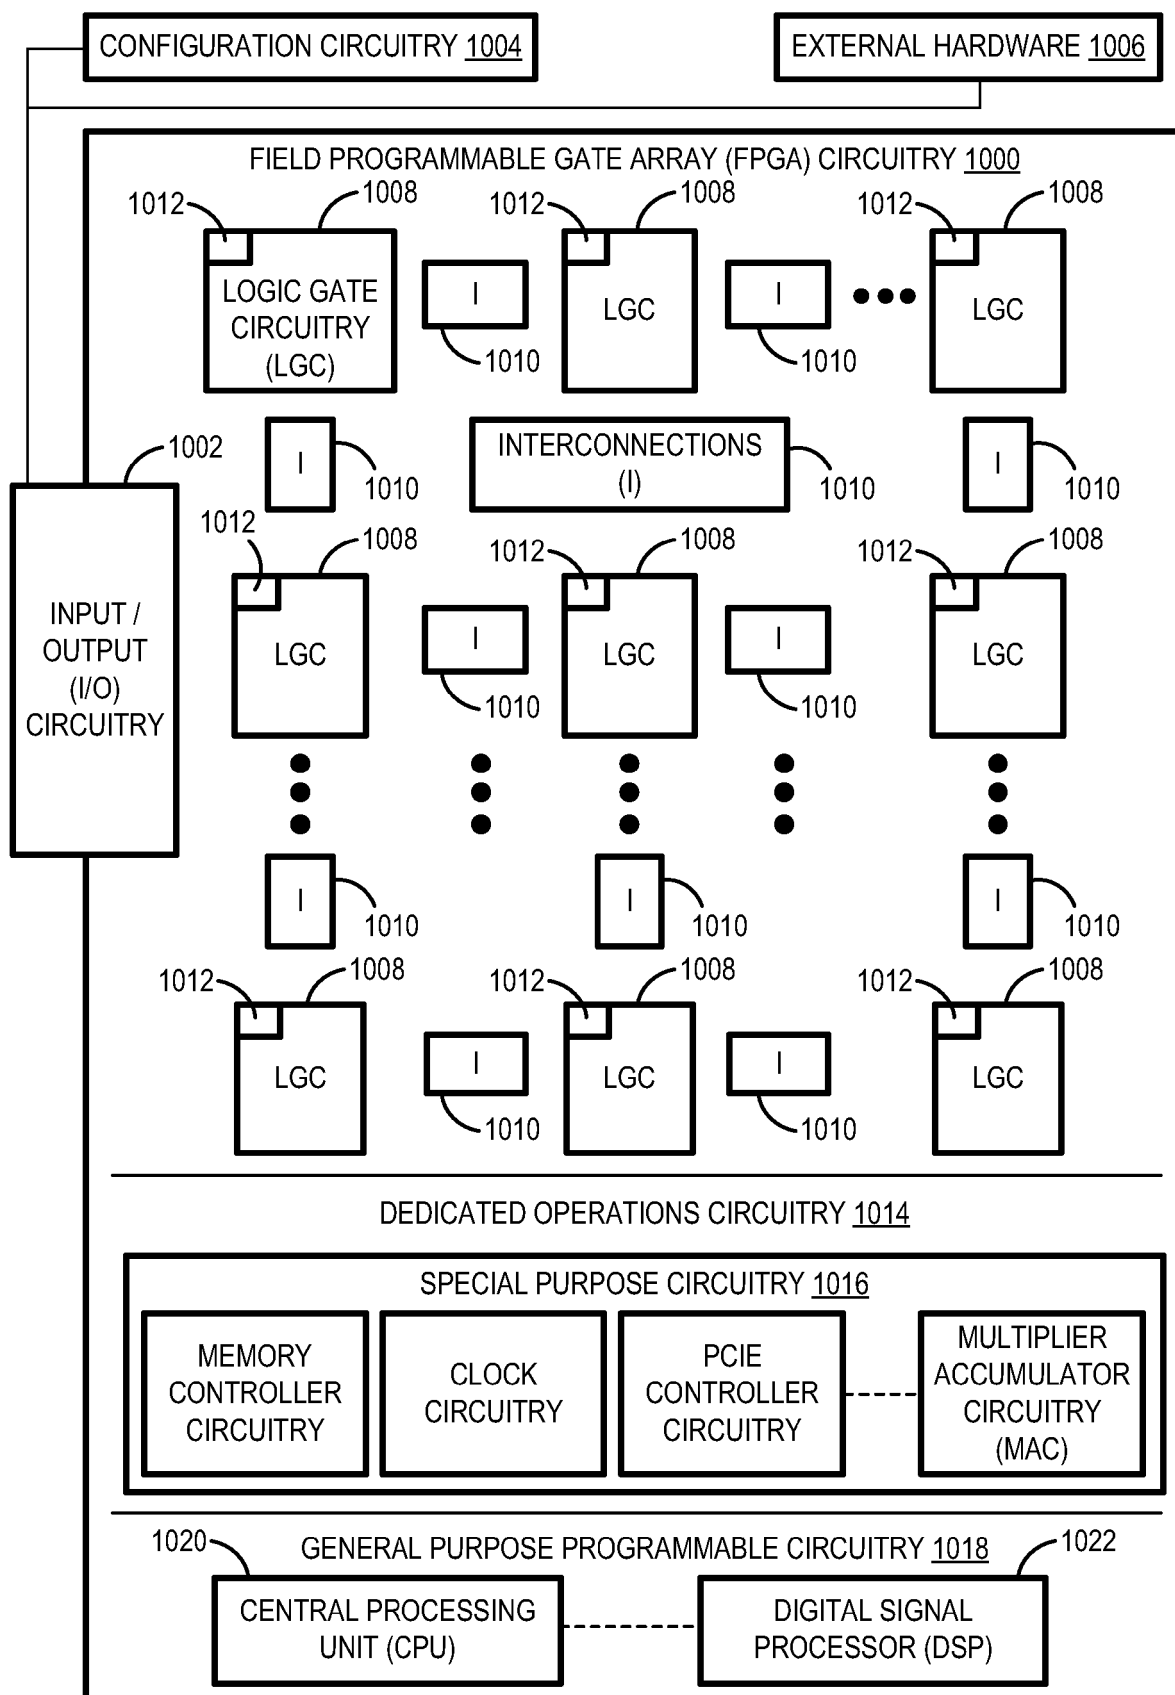 CONFIGURATION CIRCUITRY 1004
EXTERNAL HARDWARE 1006
FIELD PROGRAMMABLE GATE ARRAY (FPGA) CIRCUITRY 1000
1012
1008
1012
1008
1012
1008
LOGIC GATE
CIRCUITRY
(LGC)
I
LGC
I
LGC
1010
1010
1002
I
1010
INTERCONNECTIONS
(I)
1010
I
1010
1012
1008
1012
1008
1012
1008
INPUT /
OUTPUT
(I/O)
CIRCUITRY
LGC
I
LGC
I
LGC
1010
1010
I
1010
I
1010
I
1010
1012
1008
1012
1008
1012
1008
LGC
I
LGC
I
LGC
1010
1010
DEDICATED OPERATIONS CIRCUITRY 1014
SPECIAL PURPOSE CIRCUITRY 1016
MEMORY
CONTROLLER
CIRCUITRY
CLOCK
CIRCUITRY
PCIE
CONTROLLER
CIRCUITRY
MULTIPLIER
ACCUMULATOR
CIRCUITRY
(MAC)
1020
GENERAL PURPOSE PROGRAMMABLE CIRCUITRY 1018
1022
CENTRAL PROCESSING
UNIT (CPU)
DIGITAL SIGNAL
PROCESSOR (DSP)